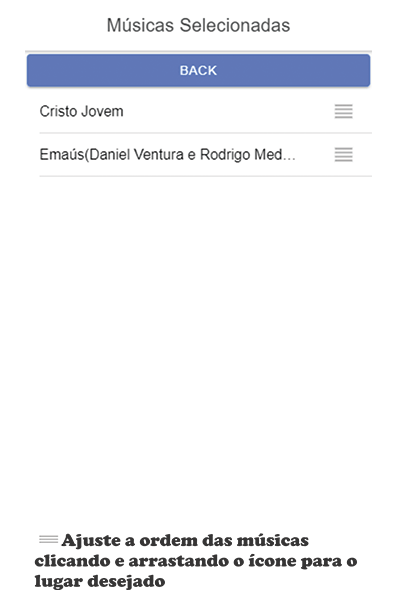 Músicas Selecionadas
BACK
Cristo Jovem
Emaús(Daniel Ventura e Rodrigo Med...
Ajuste a ordem das músicas
clicando e arrastando o ícone para o
lugar desejado